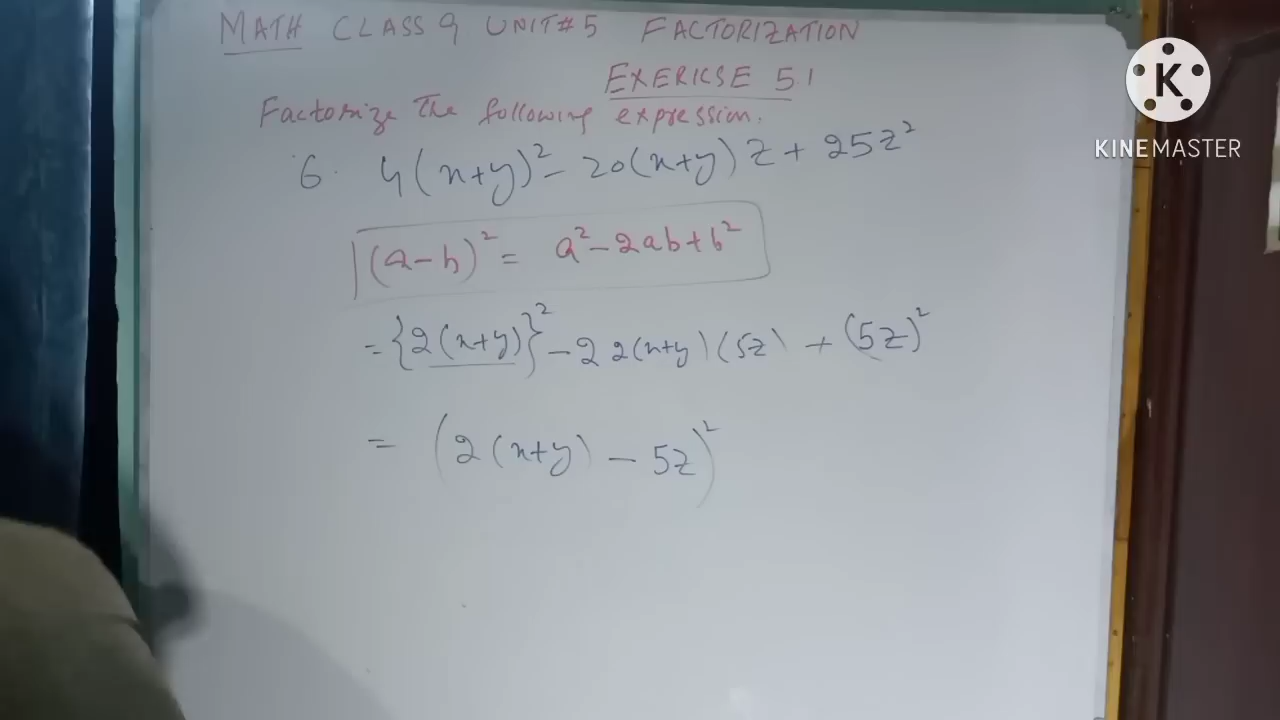 MATH CLASS 9 UNIT#5 FACTORIZATION
EXERICSE 5.1
Factorize the following expression.
6. 4(x+y)² - 20(x+y)z + 25z²
(a-b)² = a² - 2ab + b²
= {2(x+y)}² - 2 2(x+y)(5z) + (5z)²
= (2(x+y) - 5z)²
K
KINEMASTER